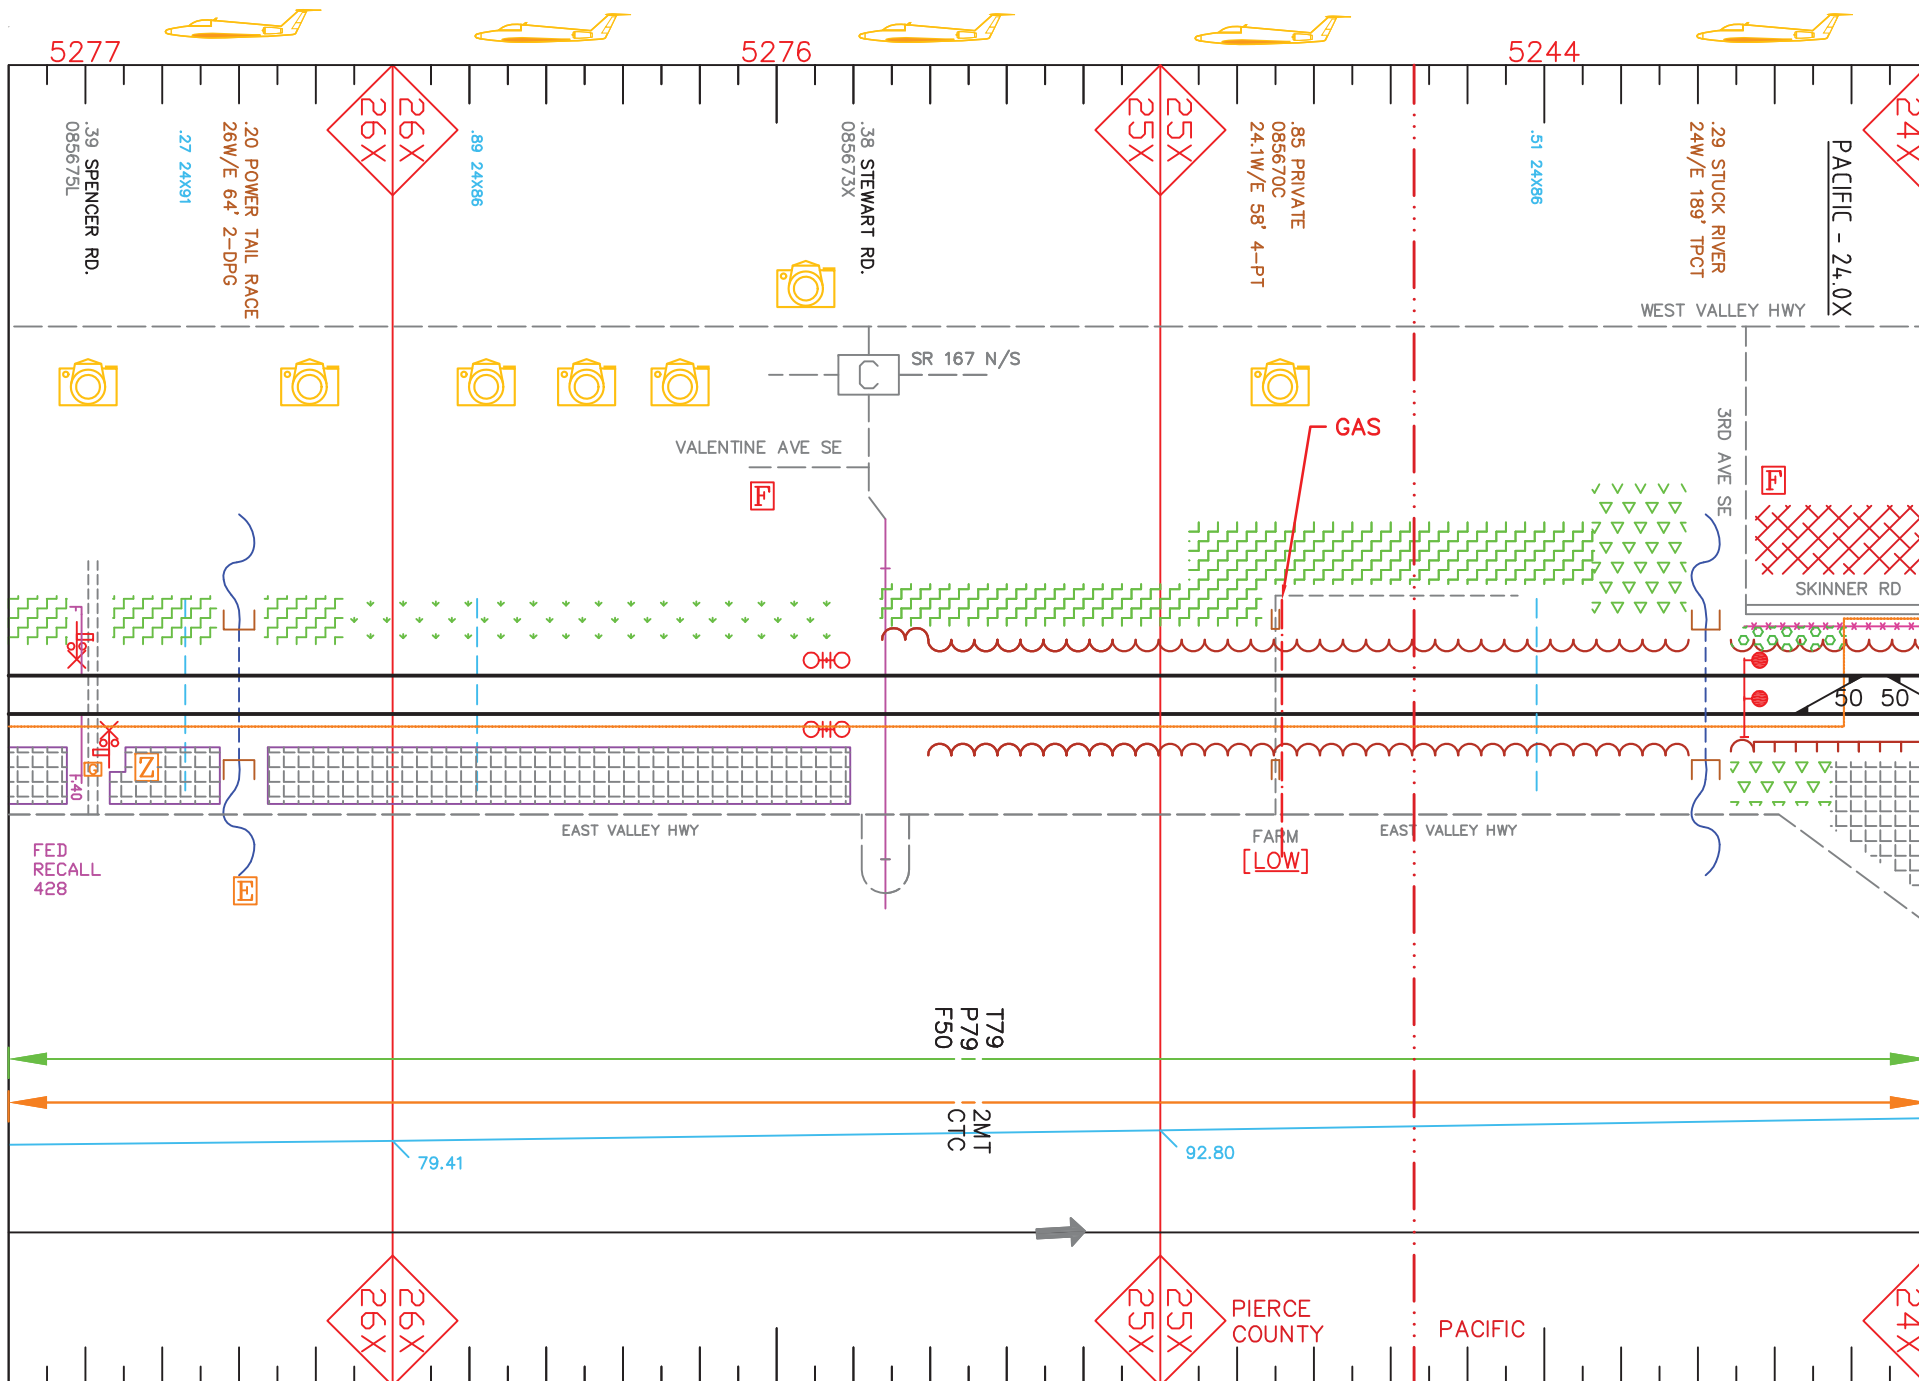 5277
5276
5244
26X
26X
25X
25X
24X
.39 SPENCER RD.
085675L
.27 24X91
.20 POWER TAIL RACE
26W/E 64' 2-DPG
.89 24X86
.38 STEWART RD.
085673X
.85 PRIVATE
085670C
24.1W/E 58' 4-PT
.51 24X86
.29 STUCK RIVER
24W/E 189' TPCT
PACIFIC - 24.0X
WEST VALLEY HWY
C
SR 167 N/S
VALENTINE AVE SE
F
GAS
3RD AVE SE
F
SKINNER RD
50 50
Z
.40
EAST VALLEY HWY
FARM
[LOW]
EAST VALLEY HWY
FED
RECALL
428
E
T79
P79
F50
2MT
CTC
79.41
92.80
26X
26X
25X
25X
PIERCE
COUNTY
PACIFIC
24X